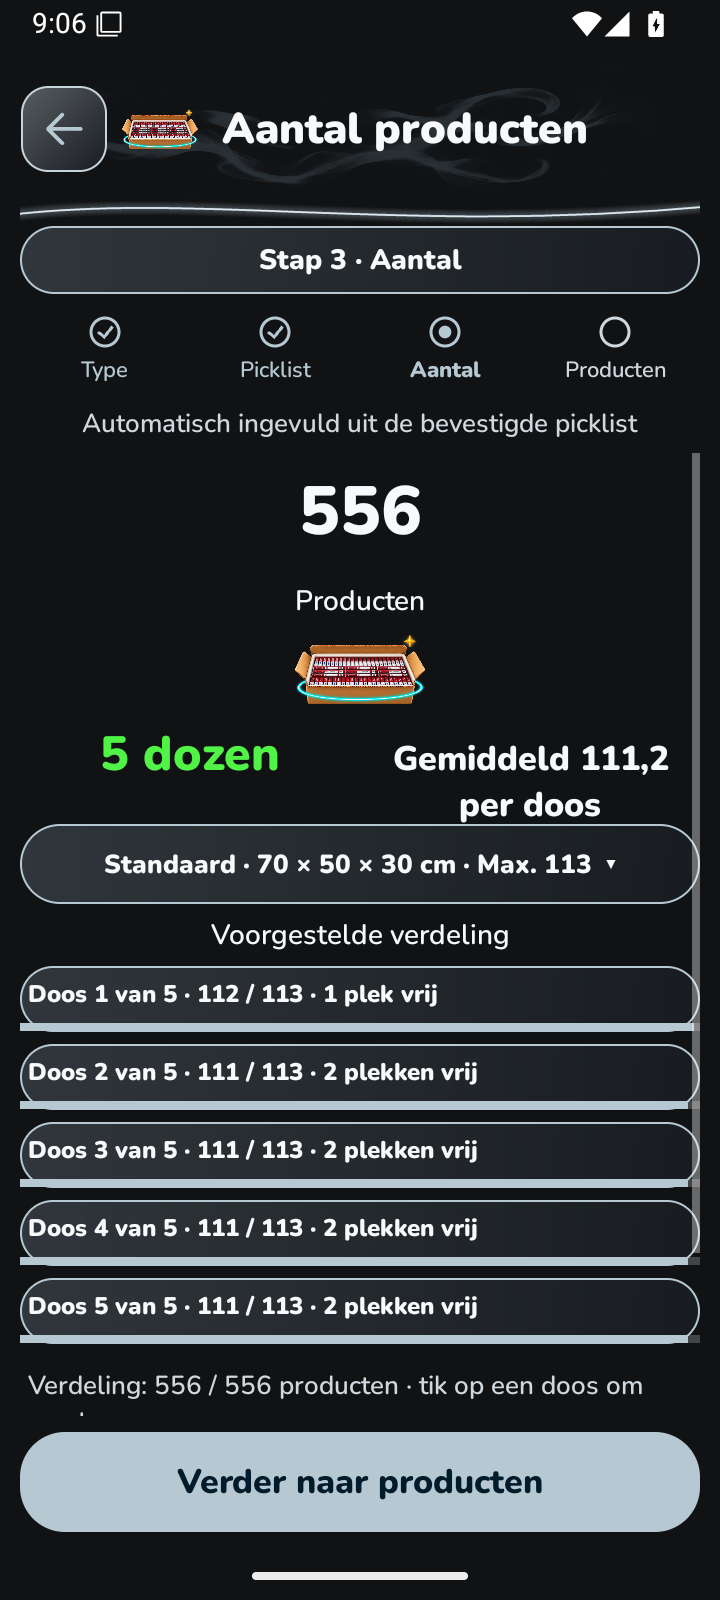 9:06
Aantal producten
Stap 3 · Aantal
Type
Picklist
Aantal
Producten
Automatisch ingevuld uit de bevestigde picklist
556
Producten
5 dozen
Gemiddeld 111,2
per doos
Standaard · 70 × 50 × 30 cm · Max. 113 ▼
Voorgestelde verdeling
Doos 1 van 5 · 112 / 113 · 1 plek vrij
Doos 2 van 5 · 111 / 113 · 2 plekken vrij
Doos 3 van 5 · 111 / 113 · 2 plekken vrij
Doos 4 van 5 · 111 / 113 · 2 plekken vrij
Doos 5 van 5 · 111 / 113 · 2 plekken vrij
Verdeling: 556 / 556 producten · tik op een doos om
Verder naar producten